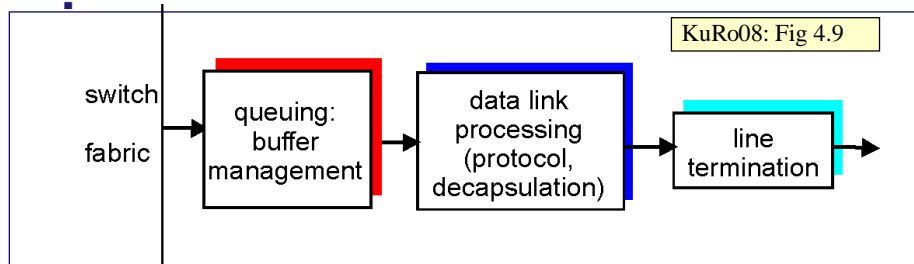 KuRo08: Fig 4.9
switch
fabric
queuing:
buffer
management
data link
processing
(protocol,
decapsulation)
line
termination